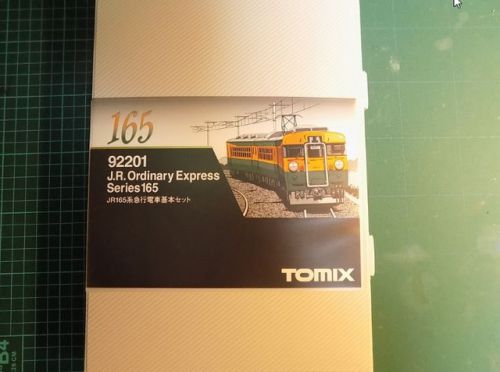 165
92201
J.R. Ordinary Express
Series 165
JR165系急行電車基本セット
TOMIX